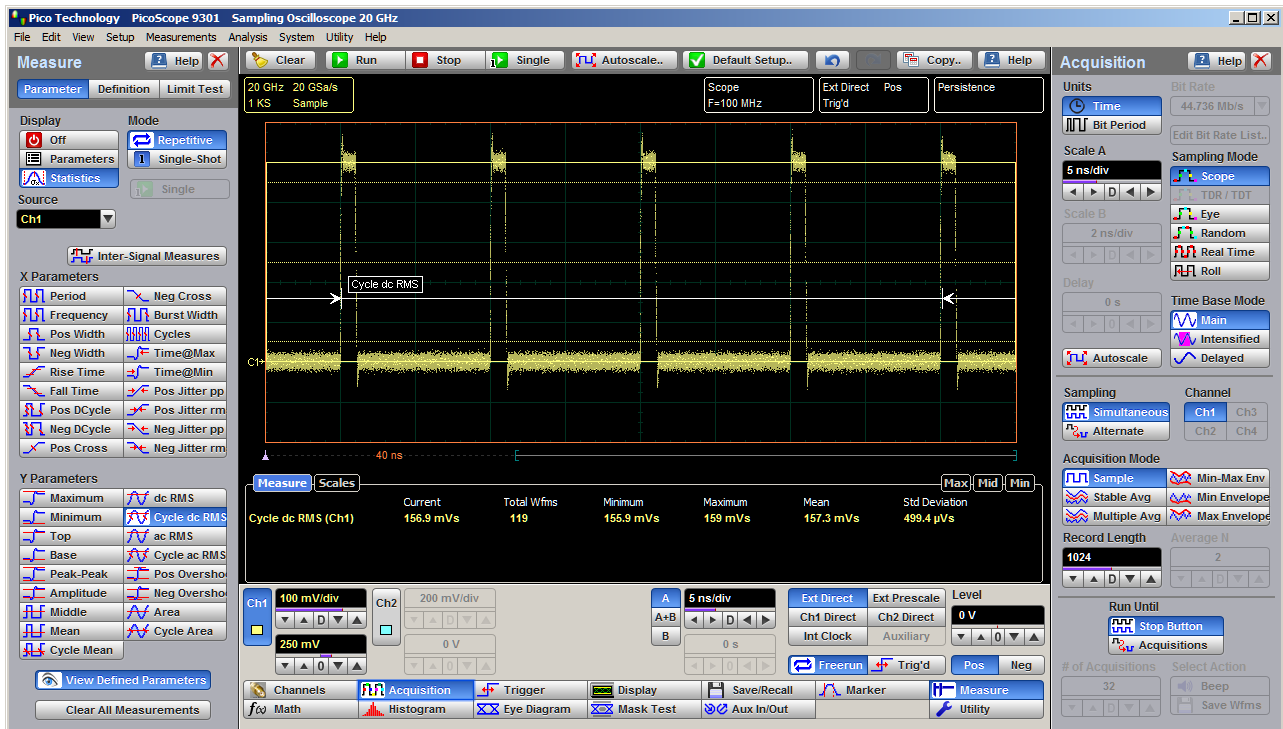 Pico Technology PicoScope 9301 Sampling Oscilloscope 20 GHz
File Edit View Setup Measurements Analysis System Utility Help
Measure
Help
Parameter Definition Limit Test
Display Mode
Off Repetitive
Parameters 1 Single-Shot
Statistics
Single
Source
Ch1
Inter-Signal Measures
X Parameters
Period Neg Cross
Frequency Burst Width
Pos Width Cycles
Neg Width Time@Max
Rise Time Time@Min
Fall Time Pos Jitter pp
Pos DCycle Pos Jitter rm
Neg DCycle Neg Jitter pp
Pos Cross Neg Jitter rm
Y Parameters
Maximum dc RMS
Minimum Cycle dc RMS
Top ac RMS
Base Cycle ac RMS
Peak-Peak Pos Oversho
Amplitude Neg Oversho
Middle Area
Mean Cycle Area
Cycle Mean
View Defined Parameters
Clear All Measurements
Clear Run Stop Single Autoscale.. Default Setup.. Copy.. Help
20 GHz 20 GSa/s
1 KS Sample
Scope
F=100 MHz
Ext Direct Pos
Trig'd
Persistence
Cycle dc RMS
C1
40 ns
Measure Scales Max Mid Min
Current Total Wfms Minimum Maximum Mean Std Deviation
Cycle dc RMS (Ch1) 156.9 mVs 119 155.9 mVs 159 mVs 157.3 mVs 499.4 µVs
Ch1 100 mV/div Ch2 200 mV/div
D D
250 mV 0 V
0 0
A 5 ns/div
A+B D
B 0 s
0
Ext Direct Ext Prescale
Ch1 Direct Ch2 Direct
Int Clock Auxiliary
Freerun Trig'd Pos Neg
Level
0 V
0
Channels Acquisition Trigger Display Save/Recall Marker Measure
f(x) Math Histogram Eye Diagram Mask Test Aux In/Out Utility
Acquisition
Help
Units Bit Rate
Time 44.736 Mb/s
Bit Period Edit Bit Rate List..
Scale A Sampling Mode
5 ns/div Scope
D TDR / TDT
Scale B Eye
2 ns/div Random
D Real Time
Roll
Delay
0 s
0
Time Base Mode
Main
Intensified
Autoscale Delayed
Sampling Channel
Simultaneous Ch1 Ch3
Alternate Ch2 Ch4
Acquisition Mode
Sample Min-Max Env
Stable Avg Min Envelope
Multiple Avg Max Envelope
Record Length Average N
1024 2
D D
Run Until
Stop Button
Acquisitions
# of Acquisitions Select Action
32 Beep
D Save Wfms